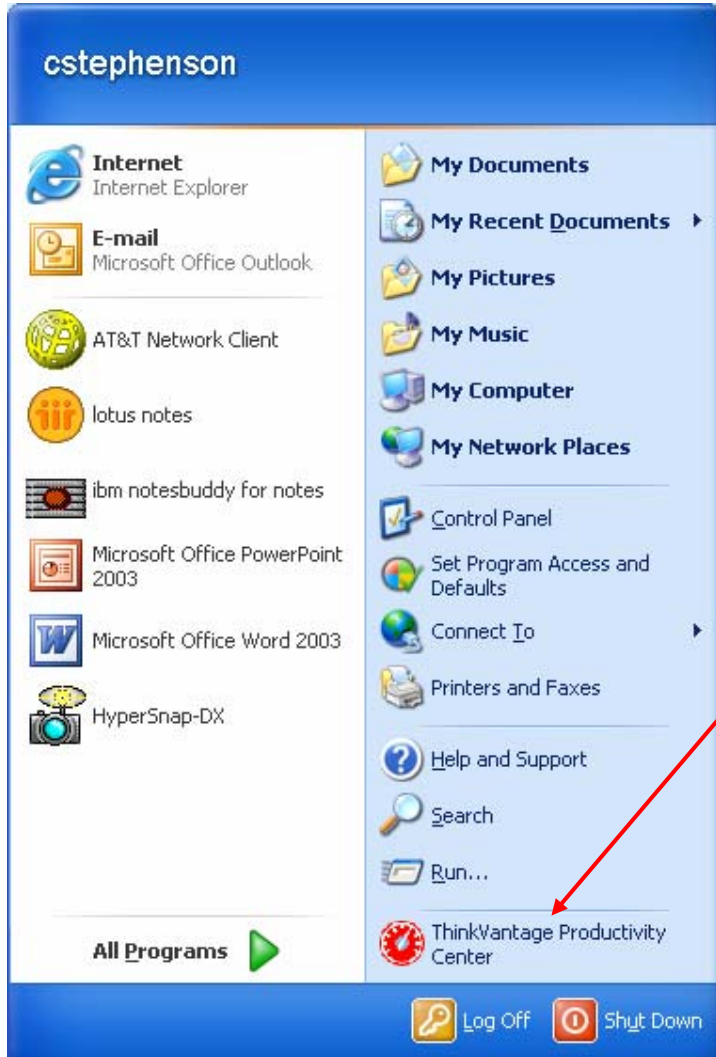 cstephenson
Internet
Internet Explorer
E-mail
Microsoft Office Outlook
AT&T Network Client
lotus notes
ibm notesbuddy for notes
Microsoft Office PowerPoint
2003
Microsoft Office Word 2003
HyperSnap-DX
All Programs
My Documents
My Recent Documents
My Pictures
My Music
My Computer
My Network Places
Control Panel
Set Program Access and
Defaults
Connect To
Printers and Faxes
Help and Support
Search
Run...
ThinkVantage Productivity
Center
Log Off
Shut Down